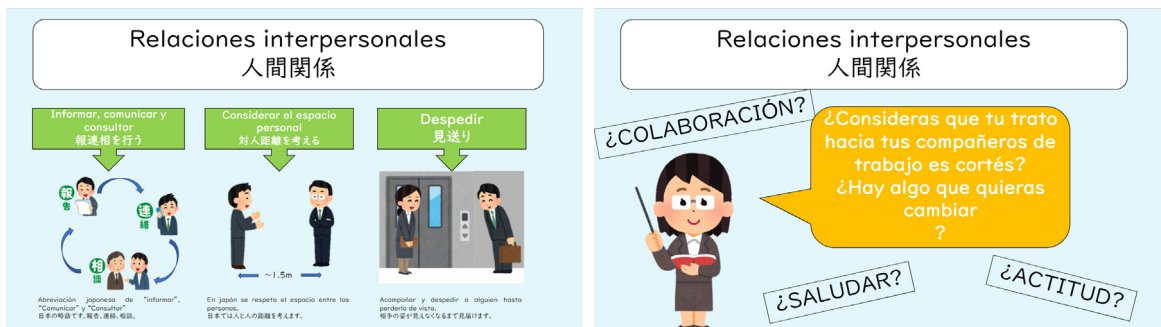 Relaciones interpersonales
人間関係
Informar, comunicar y
consultar
報連相を行う
Considerar el espacio
personal
対人距離を考える
Despedir
見送り
報
告
連
絡
相
談
~1.5m
Abreviación japonesa de "informar",
"Comunicar" y "Consultar"
日本の略語です。報告、連絡、相談。
En japón se respeta el espacio entre las
personas.
日本では人と人の距離を考えます。
Acompañar y despedir a alguien hasta
perderlo de vista.
相手の姿が見えなくなるまで見届けます。
Relaciones interpersonales
人間関係
¿COLABORACIÓN?
¿Consideras que tu trato
hacia tus compañeros de
trabajo es cortés?
¿Hay algo que quieras
cambiar
?
¿SALUDAR?
¿ACTITUD?